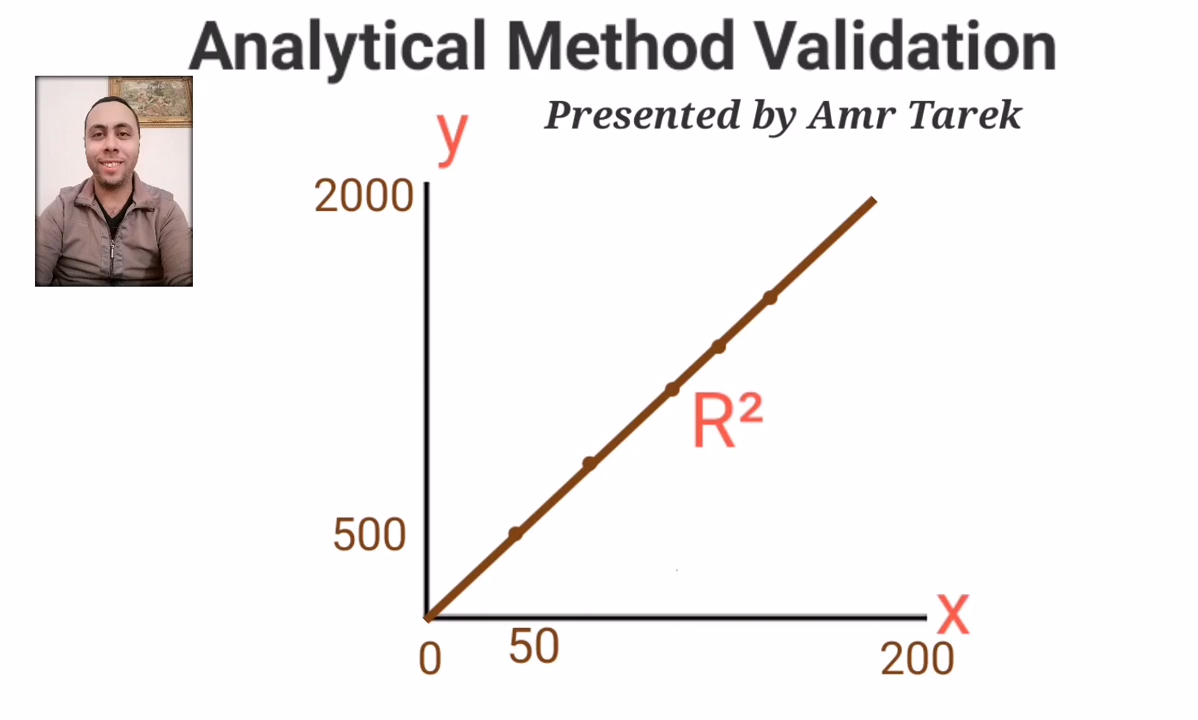 Analytical Method Validation
Presented by Amr Tarek
y
2000
R²
500
x
0
50
200